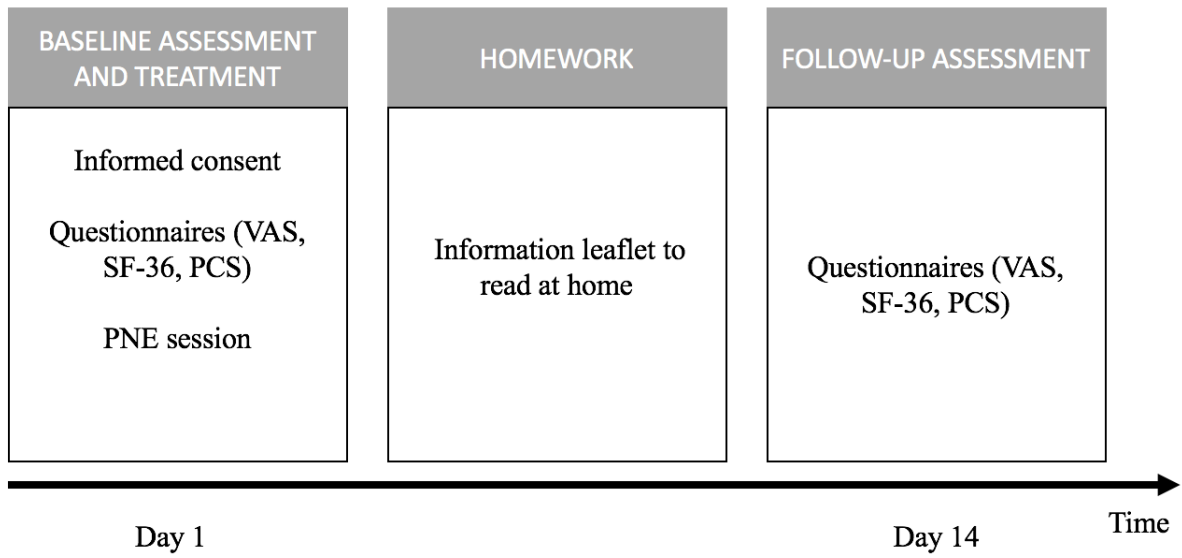 BASELINE ASSESSMENT
AND TREATMENT
Informed consent
Questionnaires (VAS,
SF-36, PCS)
PNE session
HOMEWORK
Information leaflet to
read at home
FOLLOW-UP ASSESSMENT
Questionnaires (VAS,
SF-36, PCS)
Day 1
Day 14
Time